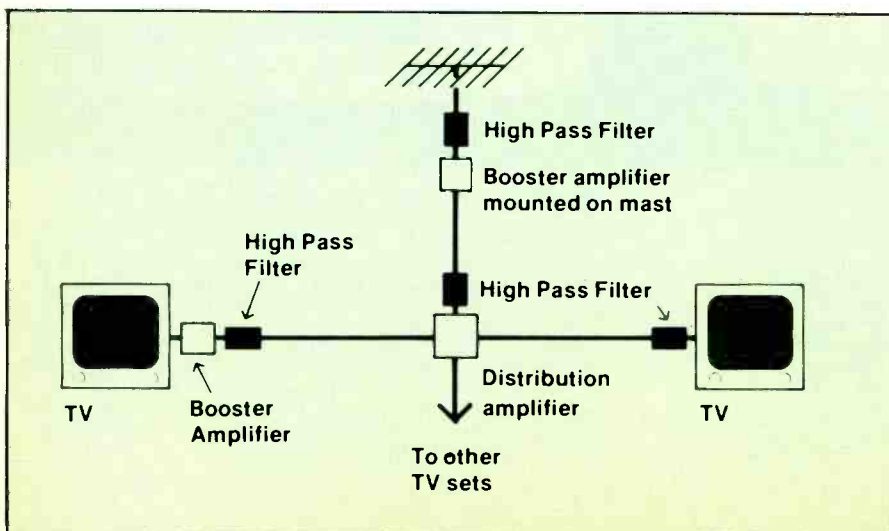 High Pass Filter
Booster amplifier
mounted on mast
High Pass
Filter
High Pass Filter
TV
Booster
Amplifier
Distribution
amplifier
TV
To other
TV sets